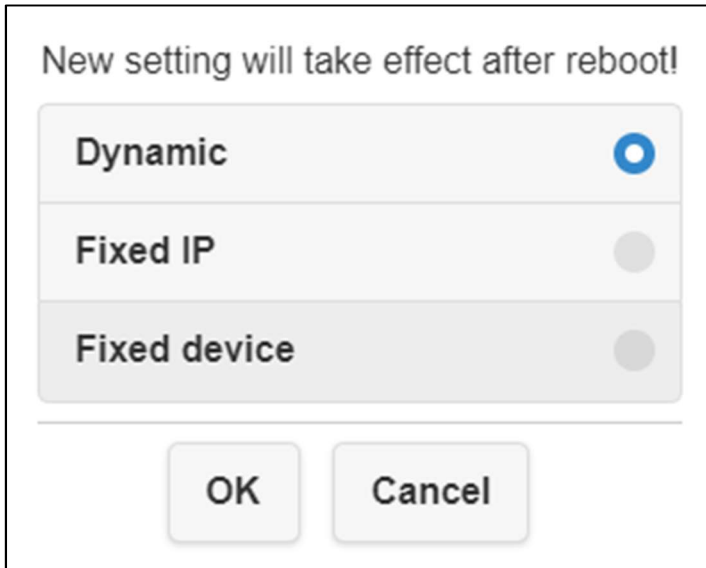 New setting will take effect after reboot!
Dynamic
Fixed IP
Fixed device
OK Cancel